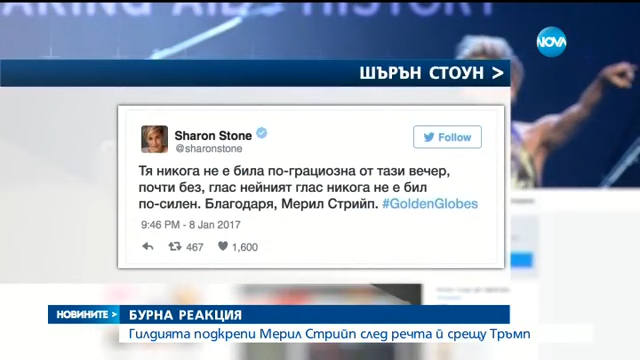 AKING AID HISTORY
NOVA
ШЪРЪН СТОУН >
Sharon Stone
@sharonstone
Follow
Тя никога не е била по-грациозна от тази вечер,
почти без, глас нейният глас никога не е бил
по-силен. Благодаря, Мерил Стрийп. #GoldenGlobes
9:46 PM - 8 Jan 2017
467
1,600
НОВИНИТЕ > БУРНА РЕАКЦИЯ
Гилдията подкрепи Мерил Стрийп след речта ѝ срещу Тръмп